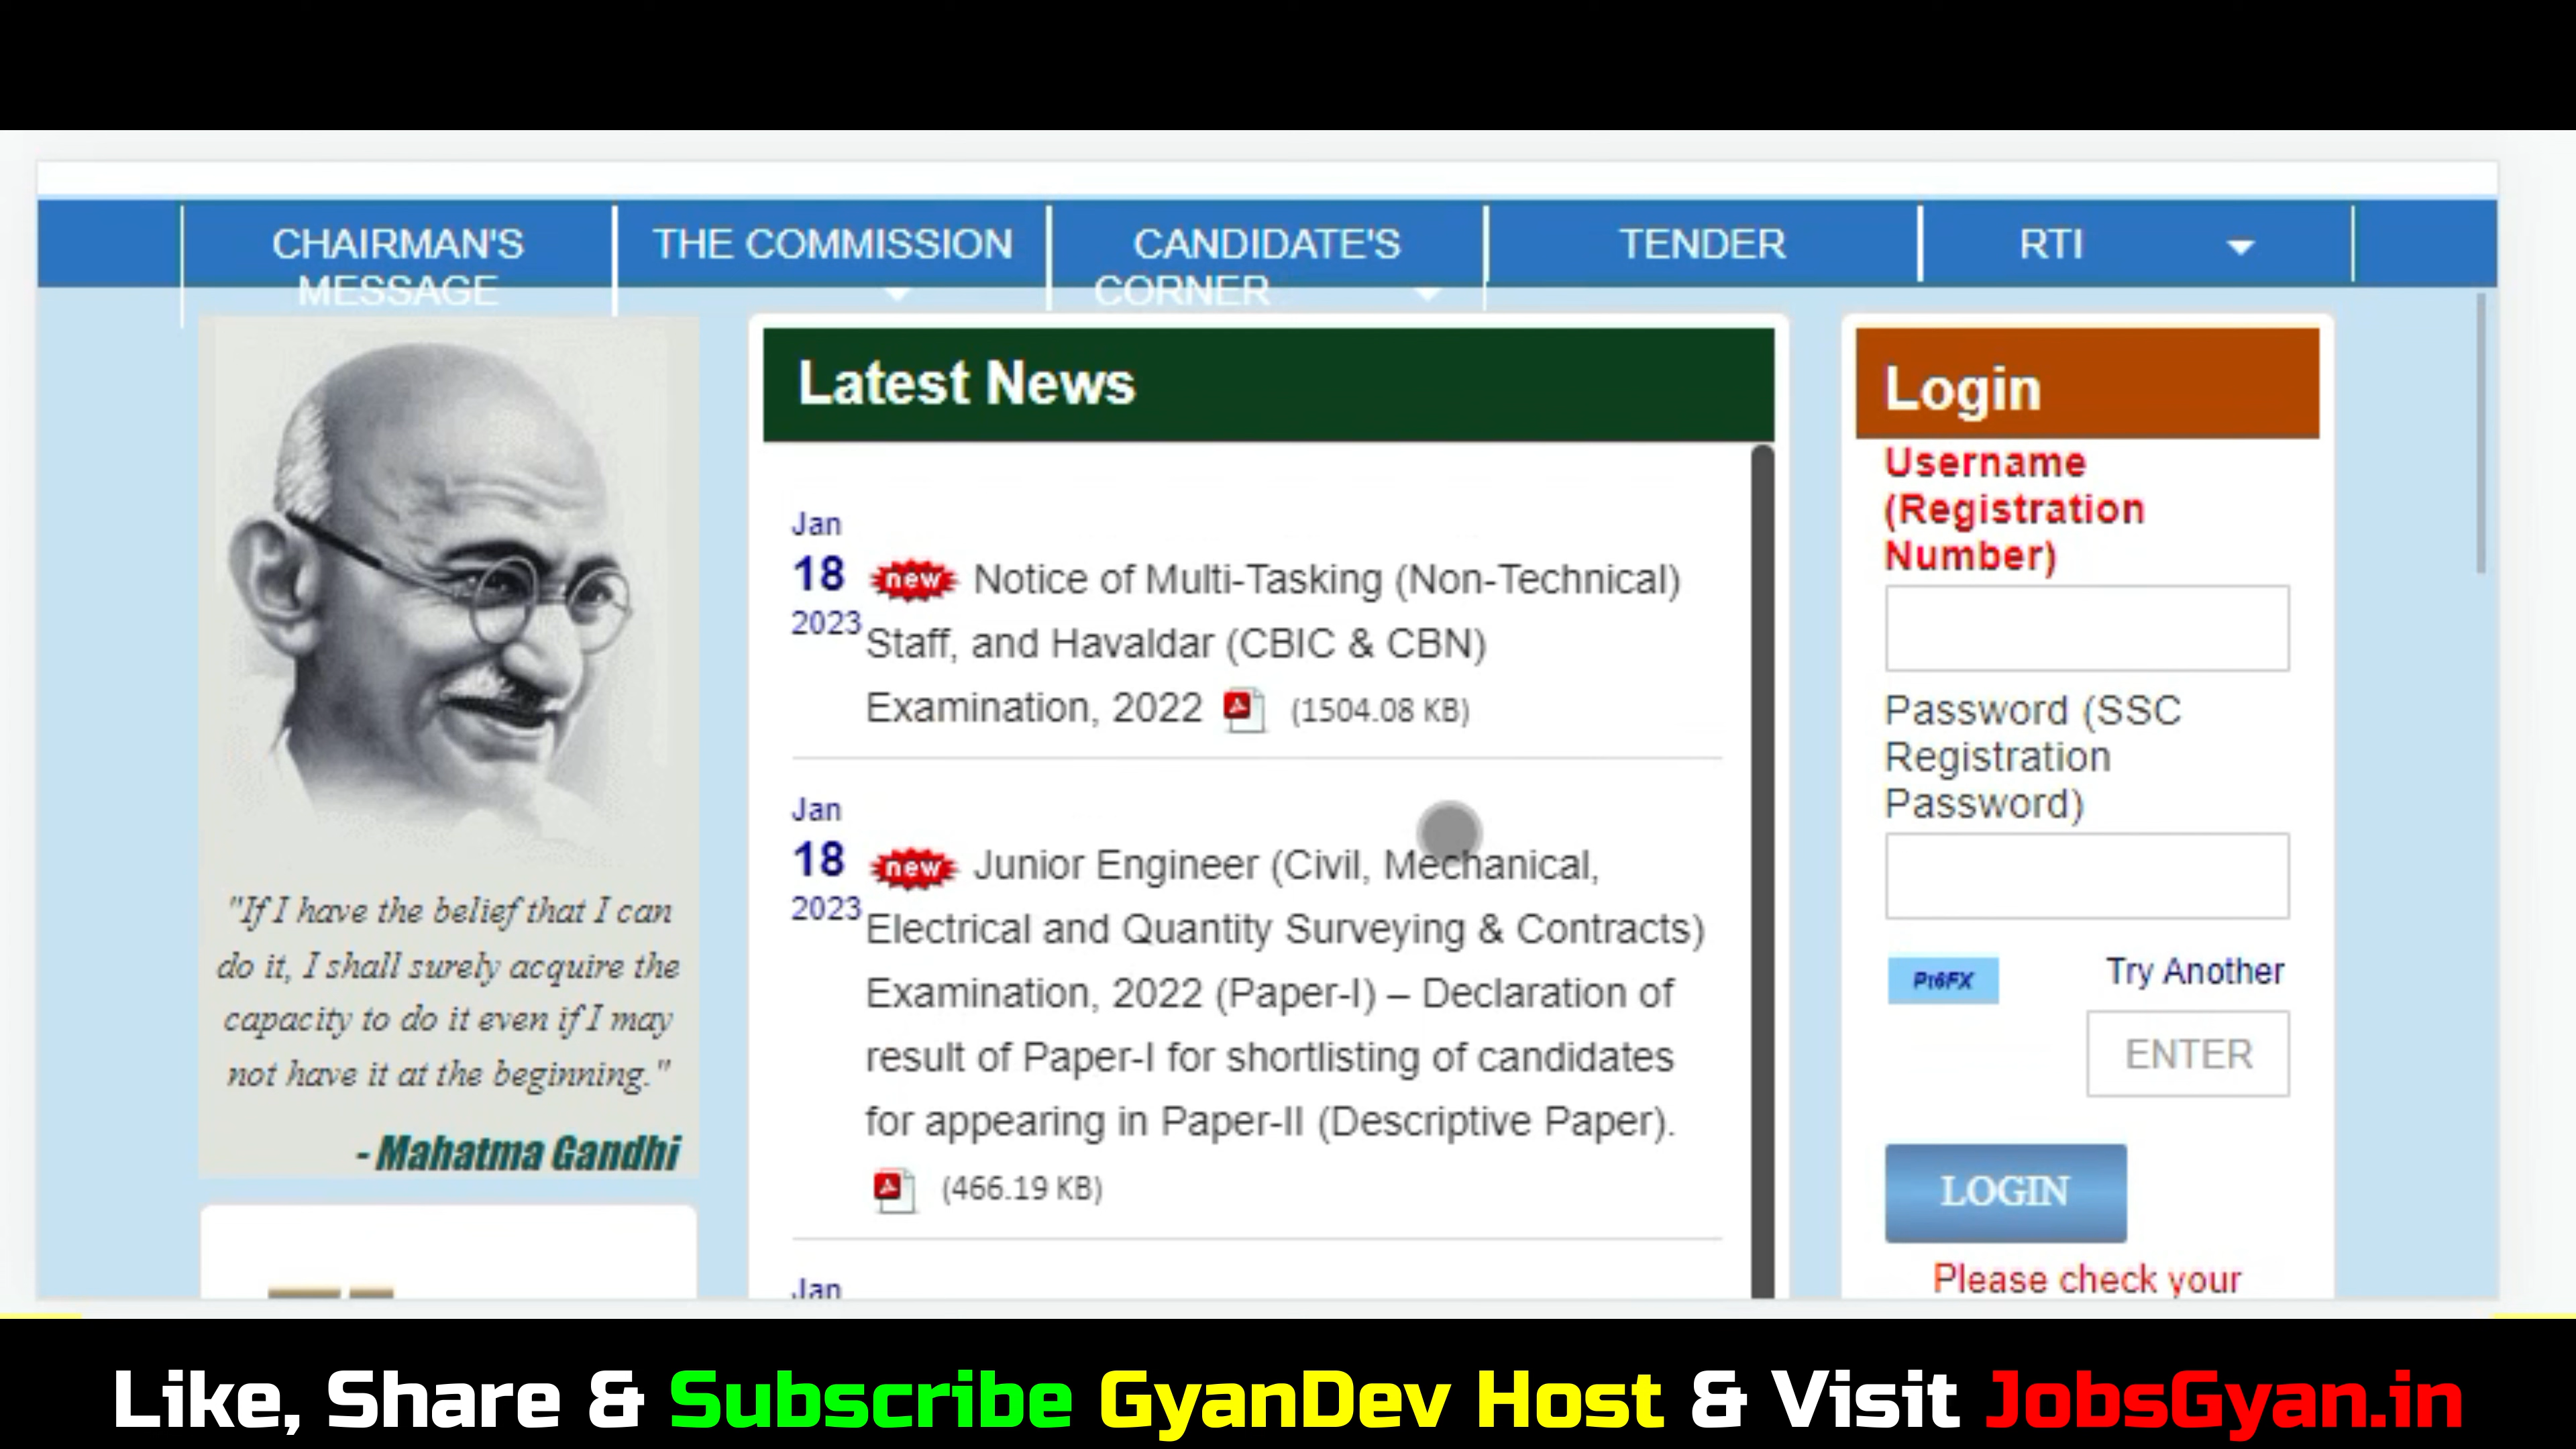 CHAIRMAN'S
MESSAGE
THE COMMISSION
CANDIDATE'S
CORNER
TENDER
RTI
"If I have the belief that I can
do it, I shall surely acquire the
capacity to do it even if I may
not have it at the beginning."
- Mahatma Gandhi
Latest News
Jan
18
2023
new Notice of Multi-Tasking (Non-Technical)
Staff, and Havaldar (CBIC & CBN)
Examination, 2022 (1504.08 KB)
Jan
18
2023
new Junior Engineer (Civil, Mechanical,
Electrical and Quantity Surveying & Contracts)
Examination, 2022 (Paper-I) – Declaration of
result of Paper-I for shortlisting of candidates
for appearing in Paper-II (Descriptive Paper).
(466.19 KB)
Jan
Login
Username
(Registration
Number)
Password (SSC
Registration
Password)
Try Another
ENTER
LOGIN
Please check your
Like, Share & Subscribe GyanDev Host & Visit JobsGyan.in